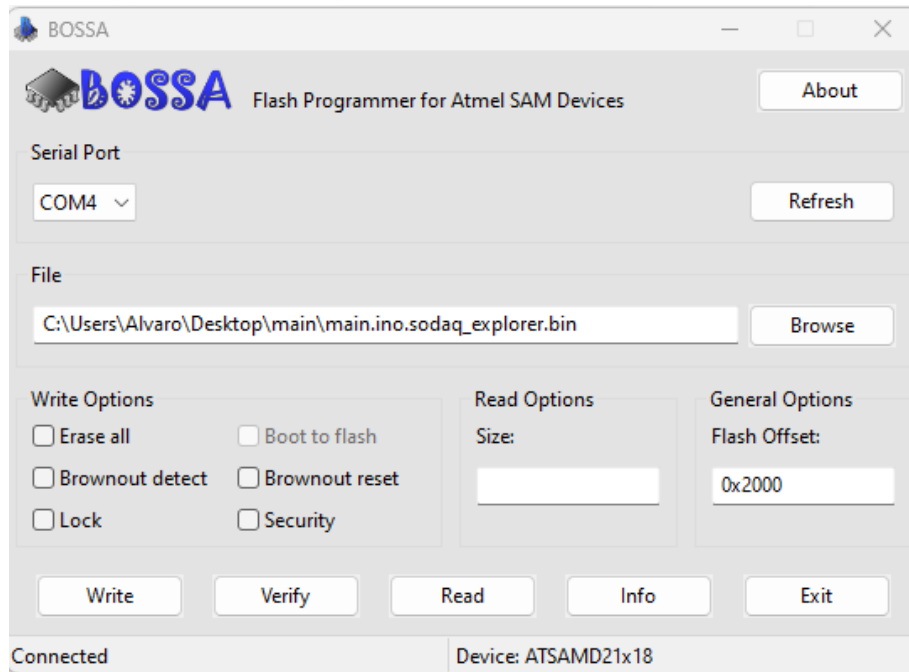 BOSSA
BOSSA Flash Programmer for Atmel SAM Devices About
Serial Port
COM4 Refresh
File
C:\Users\Alvaro\Desktop\main\main.ino.sodaq_explorer.bin Browse
Write Options Read Options General Options
Erase all Boot to flash Size: Flash Offset:
Brownout detect Brownout reset 0x2000
Lock Security
Write Verify Read Info Exit
Connected Device: ATSAMD21x18